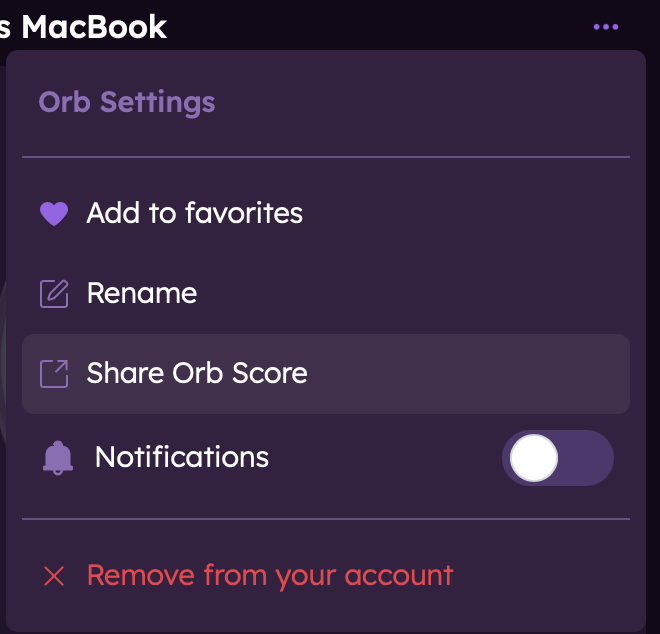 s MacBook
Orb Settings
Add to favorites
Rename
Share Orb Score
Notifications
Remove from your account